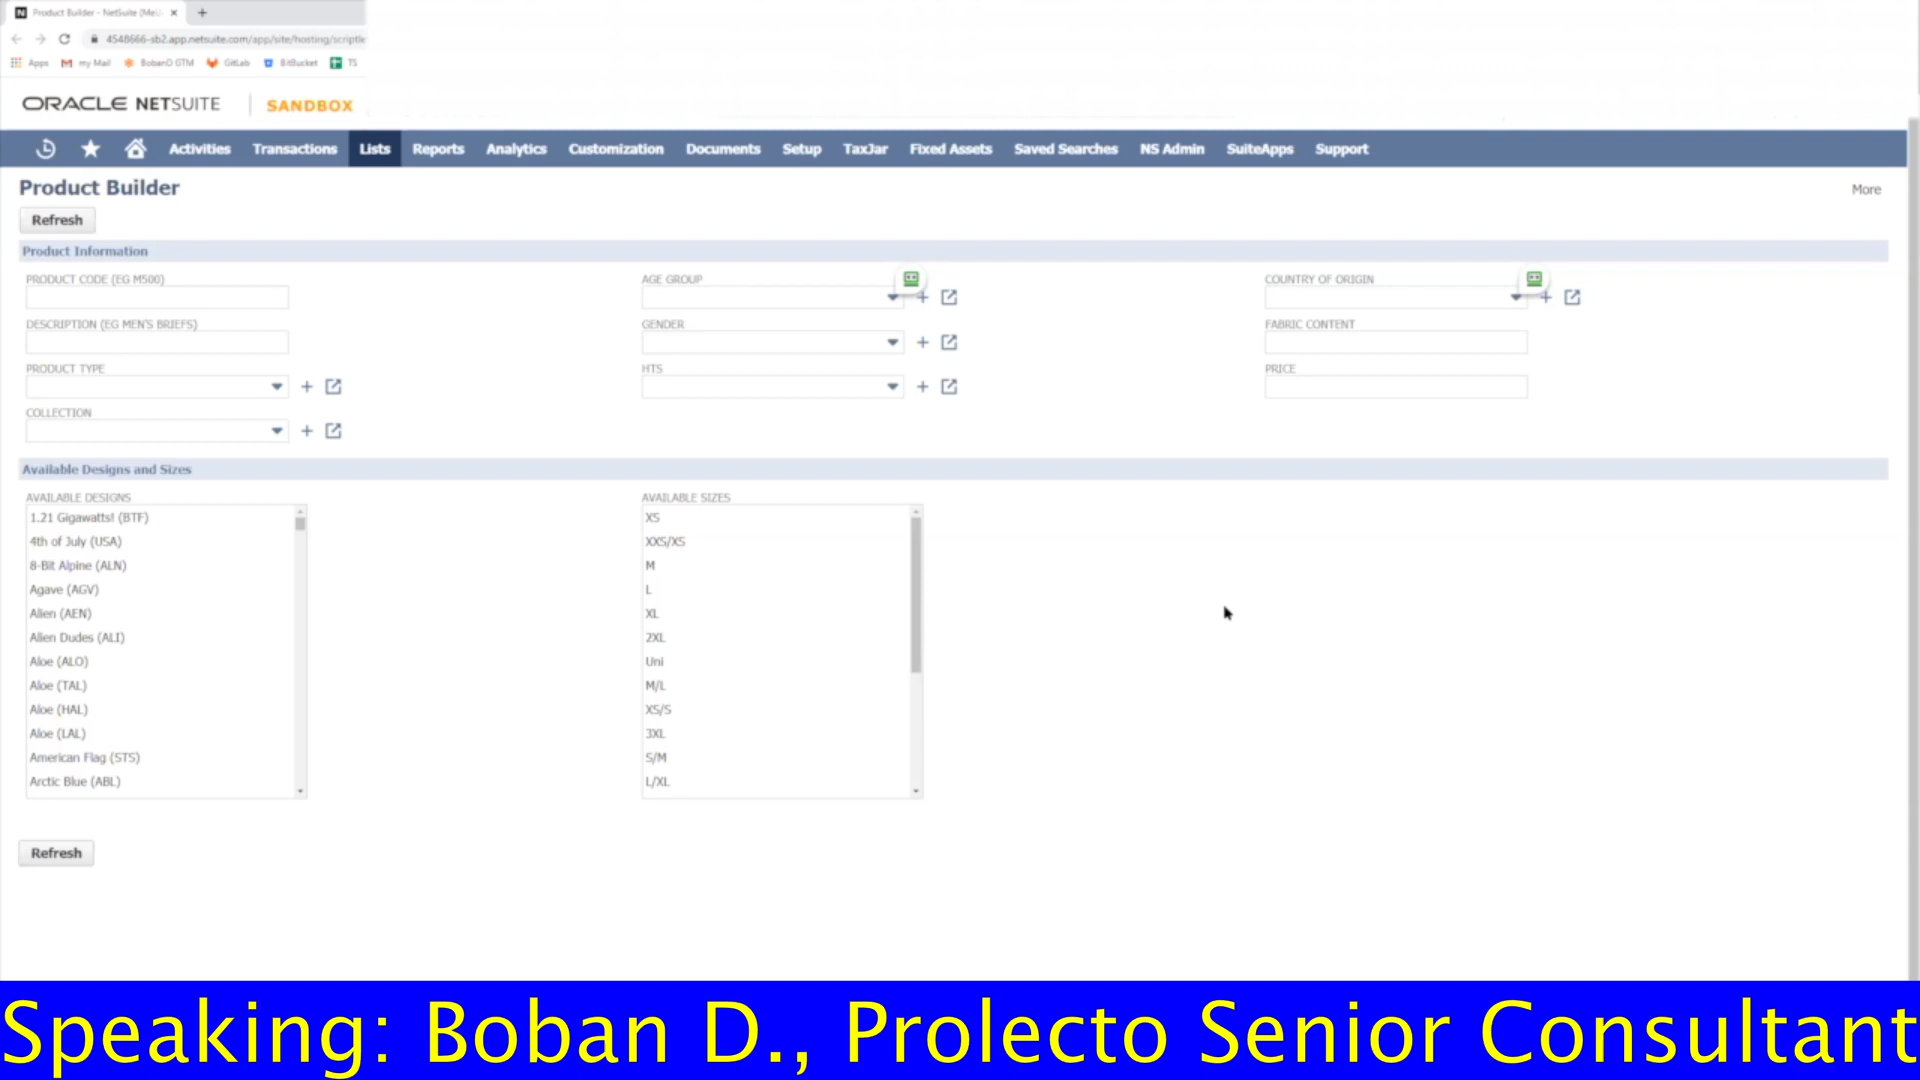 Product Builder - NetSuite (Me
4548666-sb2.app.netsuite.com/app/site/hosting/scriptle
Apps my Mail BobanD GTM GitLab BitBucket TS
ORACLE NETSUITE SANDBOX
Activities Transactions Lists Reports Analytics Customization Documents Setup TaxJar Fixed Assets Saved Searches NS Admin SuiteApps Support
Product Builder
More
Refresh
Product Information
PRODUCT CODE (EG M500)
AGE GROUP
COUNTRY OF ORIGIN
DESCRIPTION (EG MEN'S BRIEFS)
GENDER
FABRIC CONTENT
PRODUCT TYPE
HTS
PRICE
COLLECTION
Available Designs and Sizes
AVAILABLE DESIGNS
1.21 Gigawatts! (BTF)
4th of July (USA)
8-Bit Alpine (ALN)
Agave (AGV)
Alien (AEN)
Alien Dudes (ALI)
Aloe (ALO)
Aloe (TAL)
Aloe (HAL)
Aloe (LAL)
American Flag (STS)
Arctic Blue (ABL)
AVAILABLE SIZES
XS
XXS/XS
M
L
XL
2XL
Uni
M/L
XS/S
3XL
S/M
L/XL
Refresh
Speaking: Boban D., Prolecto Senior Consultant